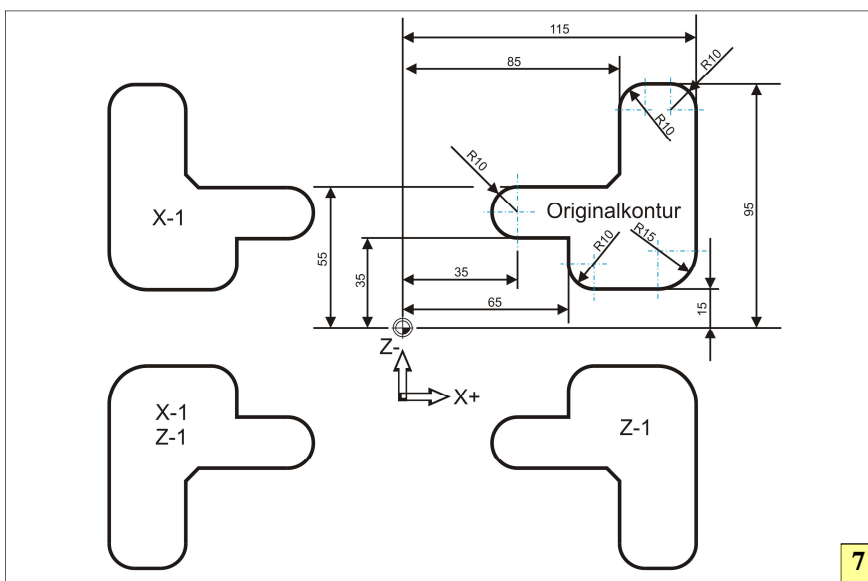 115
85
R10
R10
R10
X-1
Originalkontur
95
55
35
35
65
R10
R15
15
Z-
X+
X-1
Z-1
Z-1
7